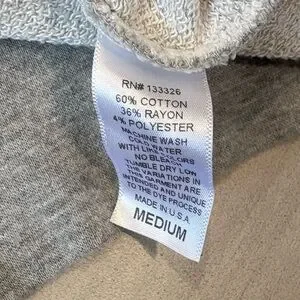 RN# 133326
60% COTTON
36% RAYON
4% POLYESTER
MACHINE WASH
COLD WATER
WITH LIKE COLORS
NO BLEACH
TUMBLE DRY LOW
THE VARIATIONS IN
THIS GARMENT ARE
INTENDED AND UNIQUE
TO THE DYE PROCESS
MADE IN U.S.A.
MEDIUM